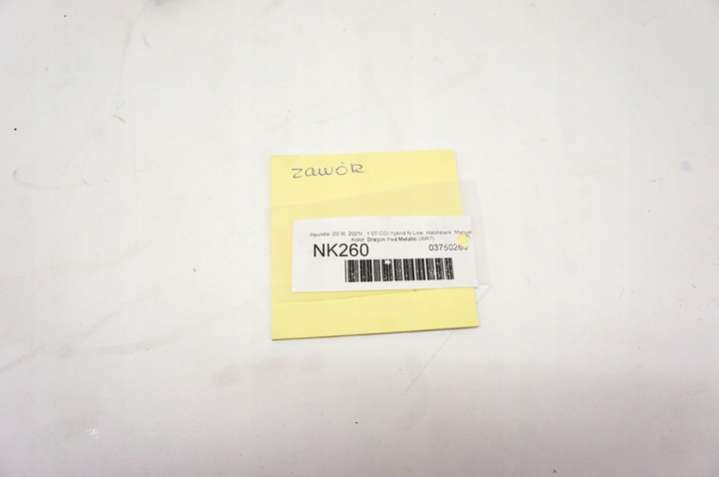 zawór
Hyundai i20 III, 2021r., 1.0T-GDi Hybrid N Line, Hatchback, Manual
Kolor: Dragon Red Metallic (WR7)
NK260 037502